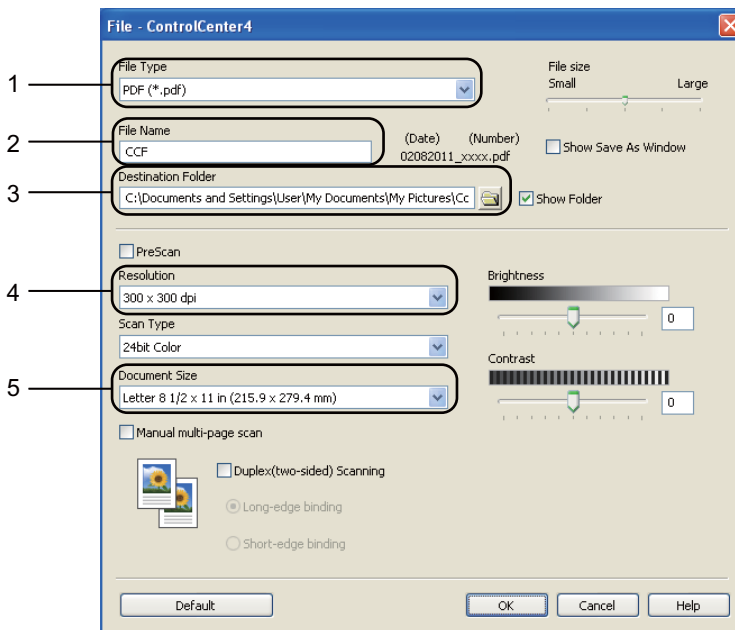 File - ControlCenter4
1
File Type
PDF (*.pdf)
File size
Small Large
2
File Name
CCF
(Date) (Number)
02082011_xxxx.pdf
Show Save As Window
3
Destination Folder
C:\Documents and Settings\User\My Documents\My Pictures\Cc
Show Folder
PreScan
4
Resolution
300 x 300 dpi
Brightness
0
Scan Type
24bit Color
Contrast
0
5
Document Size
Letter 8 1/2 x 11 in (215.9 x 279.4 mm)
Manual multi-page scan
Duplex(two-sided) Scanning
Long-edge binding
Short-edge binding
Default OK Cancel Help